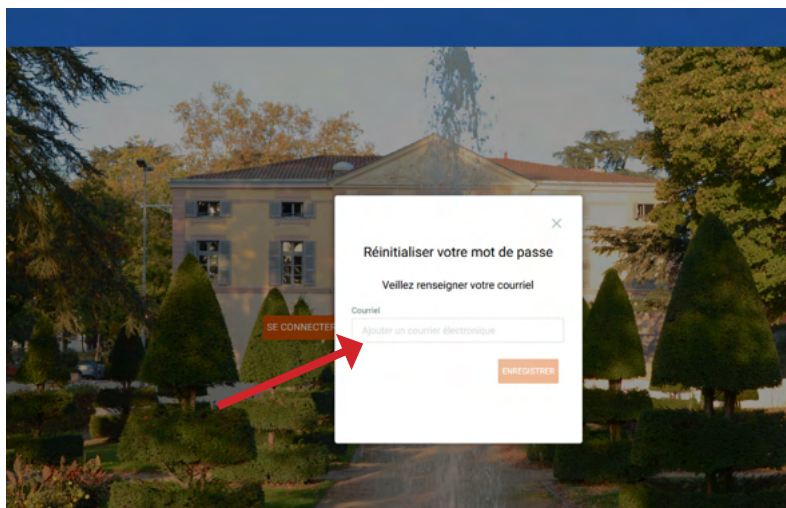 Réinitialiser votre mot de passe
Veillez renseigner votre courriel
Courriel
Ajouter un courrier électronique
SE CONNECTER
ENREGISTRER